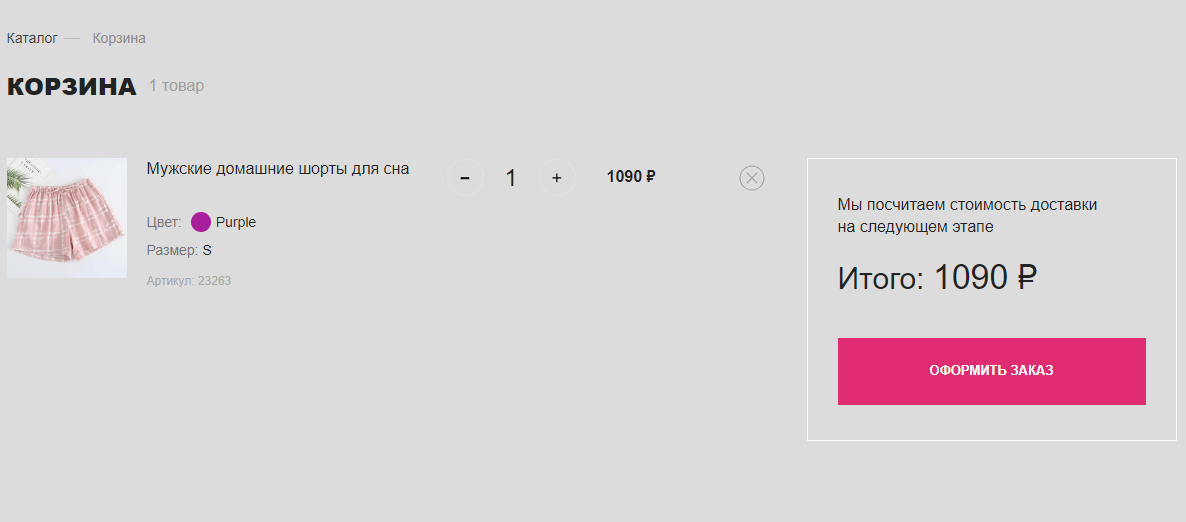 Каталог — Корзина
КОРЗИНА 1 товар
Мужские домашние шорты для сна
− 1 + 1090 ₽
Цвет: Purple
Размер: S
Артикул: 23263
Мы посчитаем стоимость доставки
на следующем этапе
Итого: 1090 ₽
ОФОРМИТЬ ЗАКАЗ